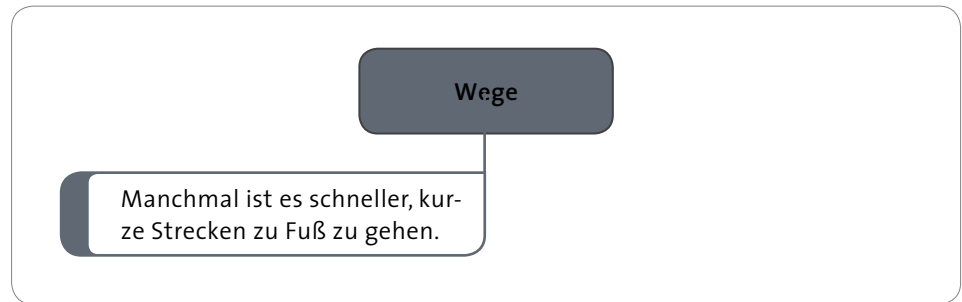 Wege
Manchmal ist es schneller, kur-
ze Strecken zu Fuß zu gehen.